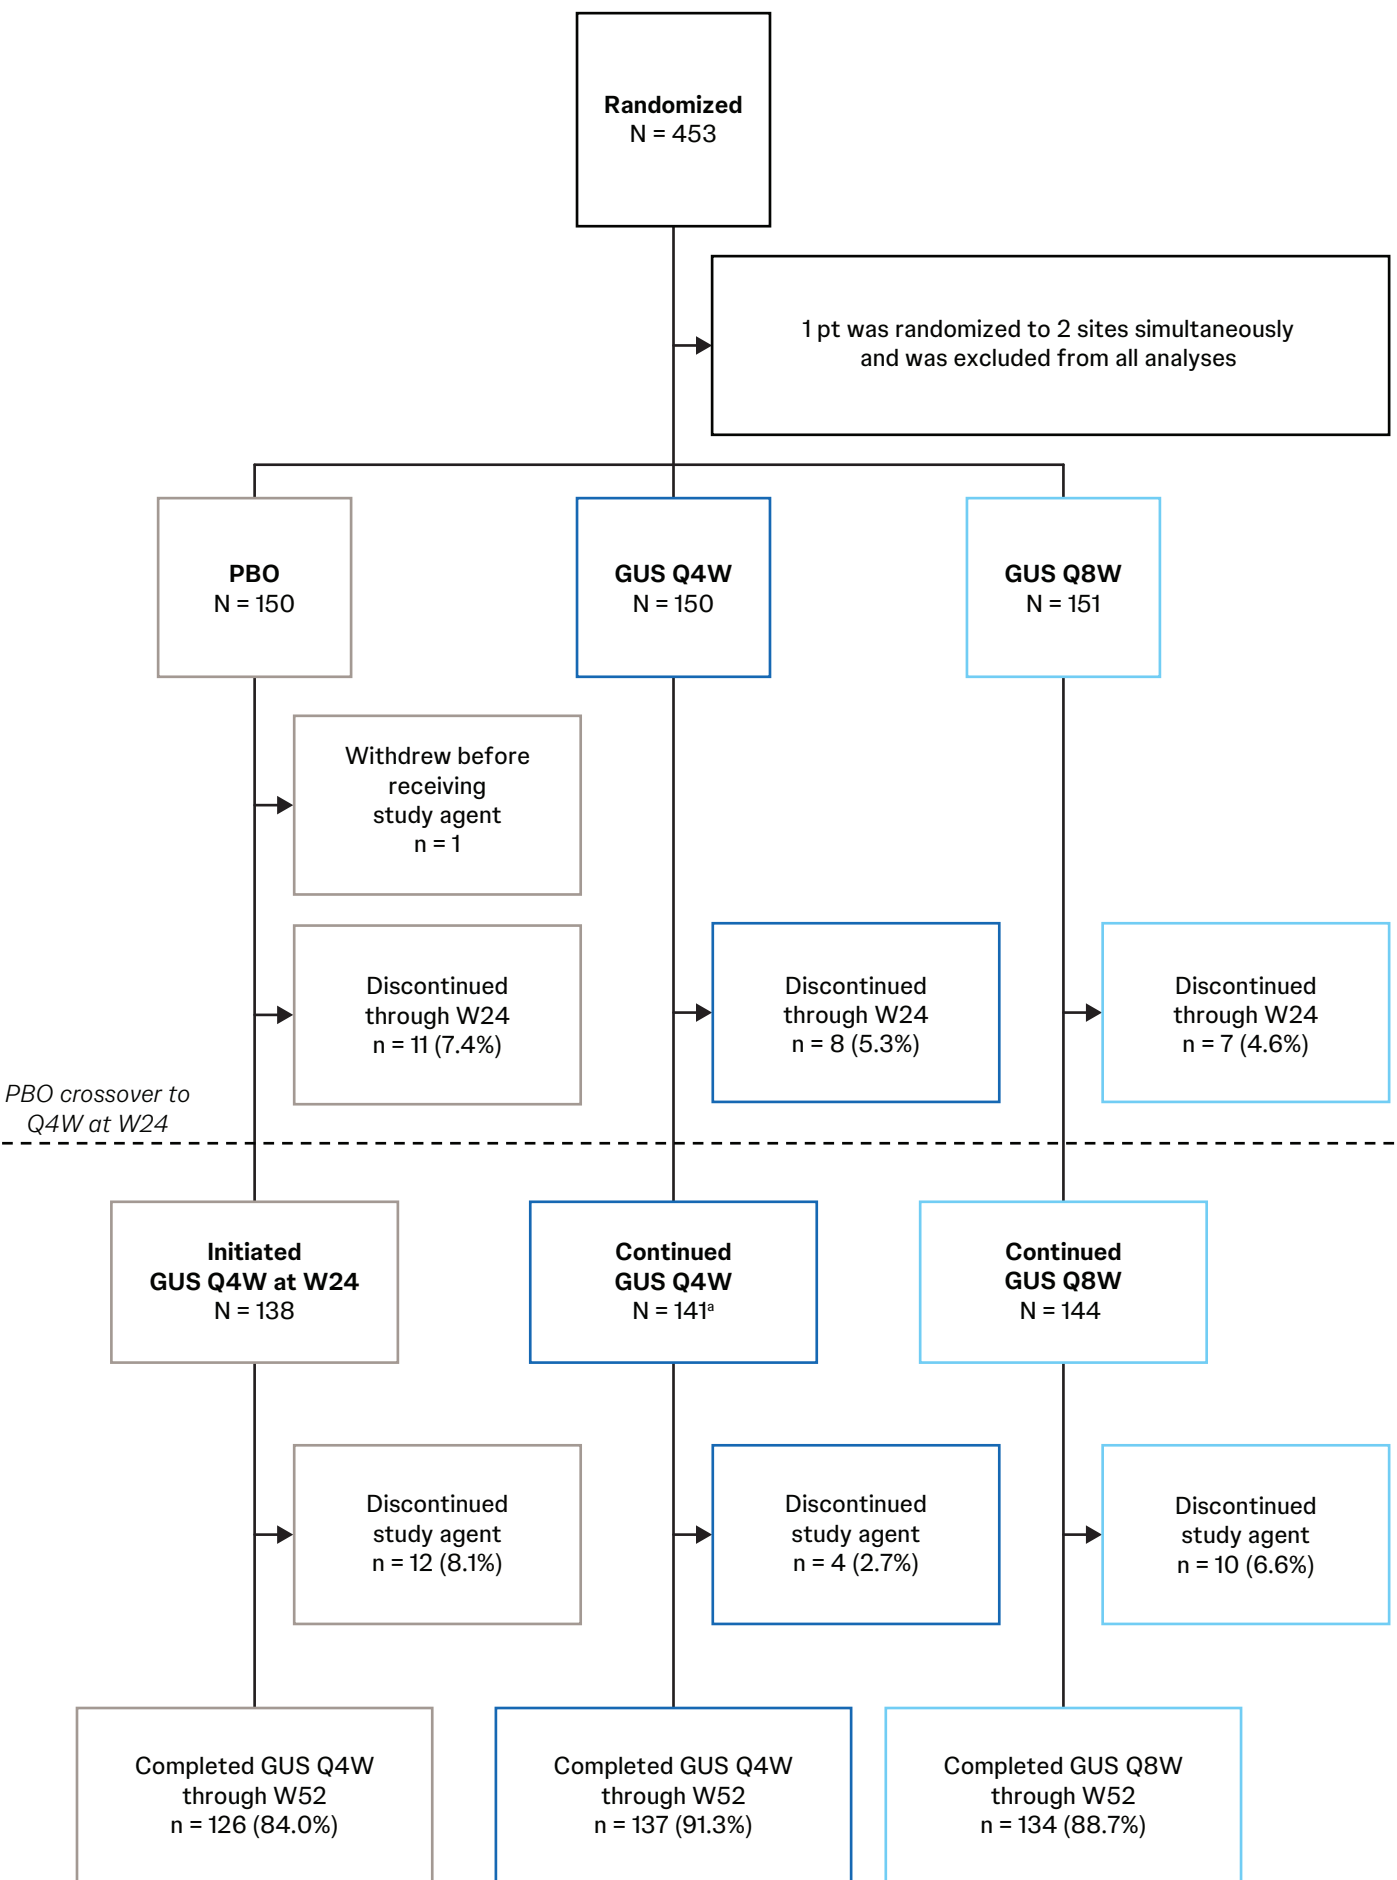 Randomized
N = 453
1 pt was randomized to 2 sites simultaneously
and was excluded from all analyses
PBO
N = 150
GUS Q4W
N = 150
GUS Q8W
N = 151
Withdrew before
receiving
study agent
n = 1
Discontinued
through W24
n = 11 (7.4%)
Discontinued
through W24
n = 8 (5.3%)
Discontinued
through W24
n = 7 (4.6%)
PBO crossover to
Q4W at W24
Initiated
GUS Q4W at W24
N = 138
Continued
GUS Q4W
N = 141ᵃ
Continued
GUS Q8W
N = 144
Discontinued
study agent
n = 12 (8.1%)
Discontinued
study agent
n = 4 (2.7%)
Discontinued
study agent
n = 10 (6.6%)
Completed GUS Q4W
through W52
n = 126 (84.0%)
Completed GUS Q4W
through W52
n = 137 (91.3%)
Completed GUS Q8W
through W52
n = 134 (88.7%)